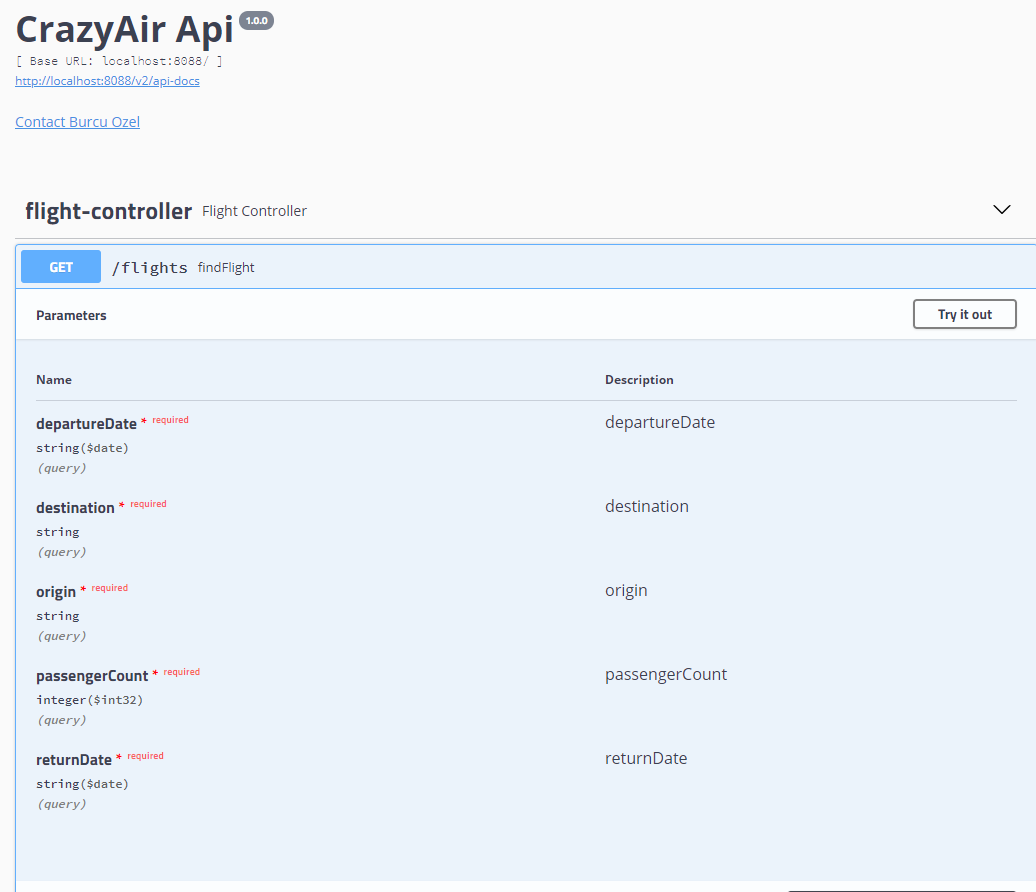 CrazyAir Api 1.0.0
[ Base URL: localhost:8088/ ]
http://localhost:8088/v2/api-docs
Contact Burcu Ozel
flight-controller Flight Controller
GET /flights findFlight
Parameters Try it out
Name Description
departureDate * required departureDate
string($date)
(query)
destination * required destination
string
(query)
origin * required origin
string
(query)
passengerCount * required passengerCount
integer($int32)
(query)
returnDate * required returnDate
string($date)
(query)